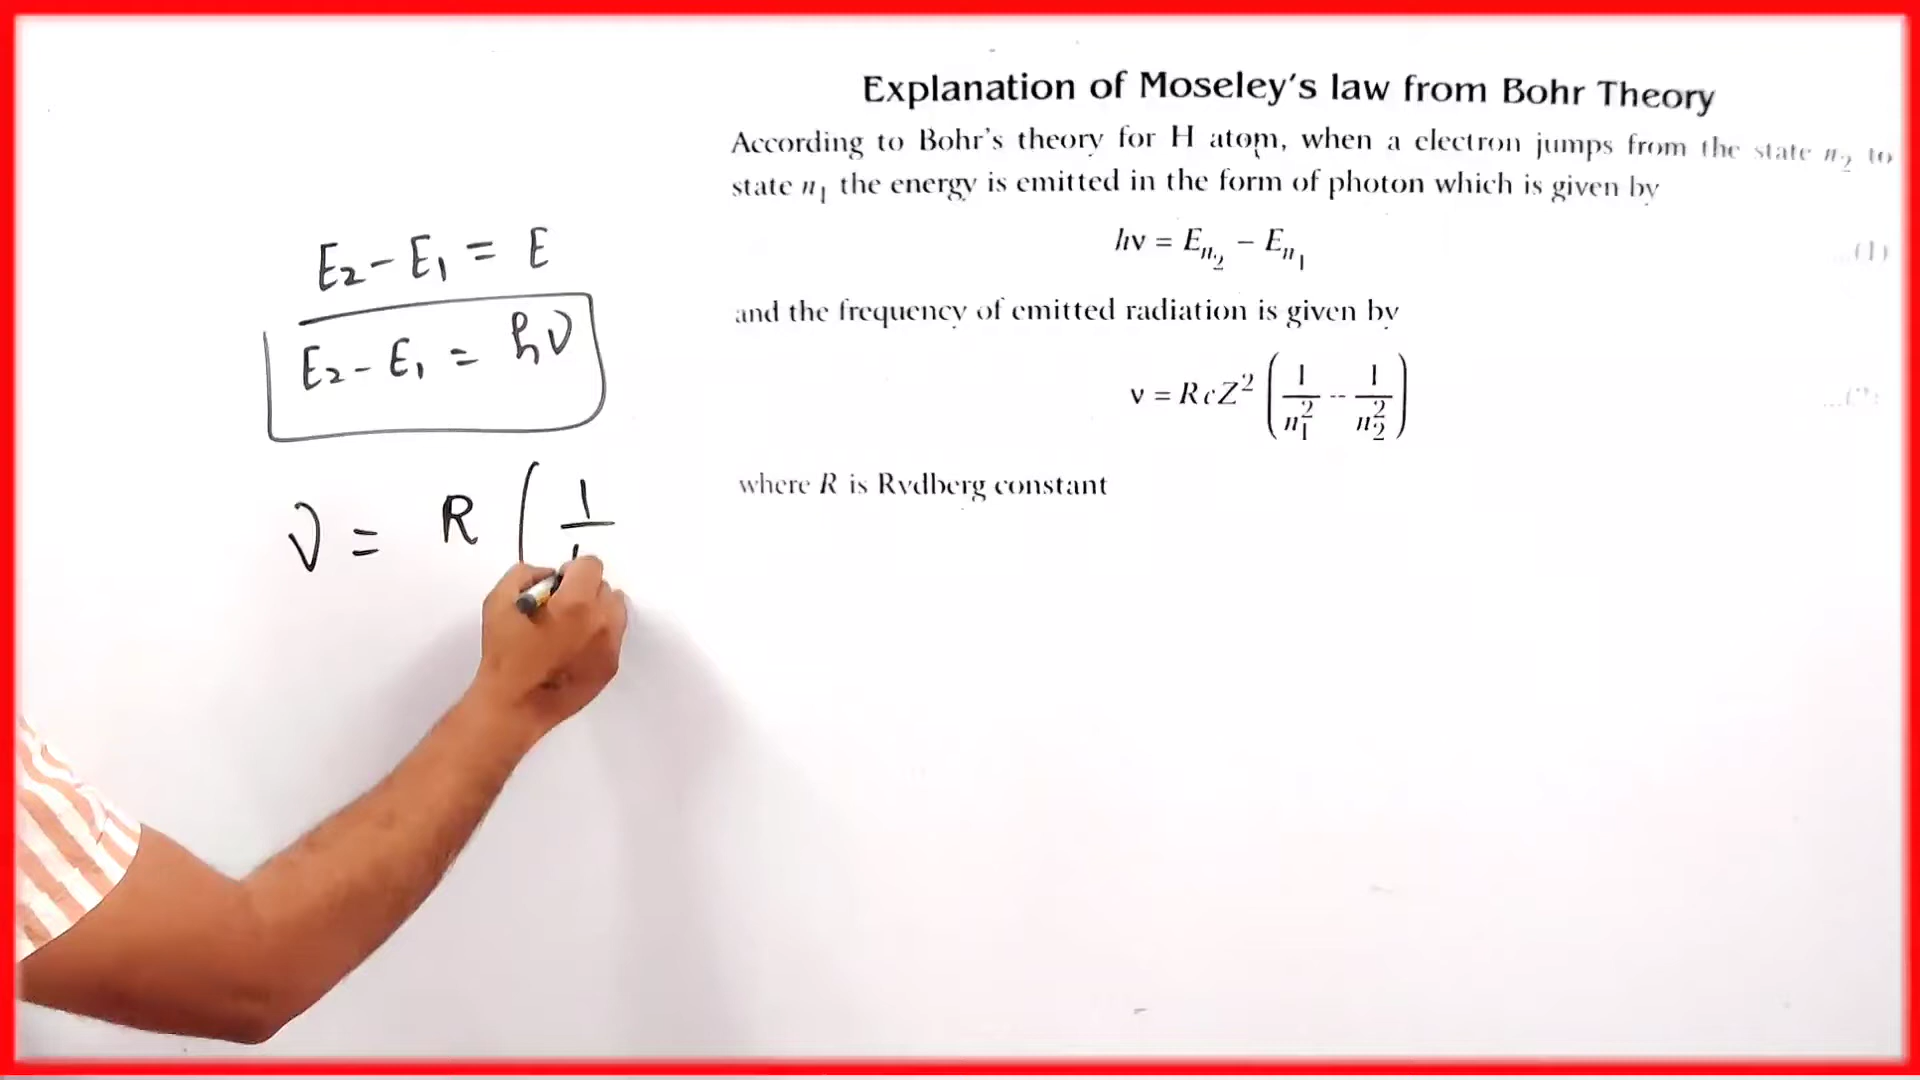 Explanation of Moseley's law from Bohr Theory
According to Bohr's theory for H atom, when a electron jumps from the state n₂ to
state n₁ the energy is emitted in the form of photon which is given by
hν = Eₙ₂ − Eₙ₁ ...(1)
and the frequency of emitted radiation is given by
ν = RcZ² (1/n₁² -- 1/n₂²)
where R is Rydberg constant
E₂ − E₁ = E
E₂ − E₁ = hν
ν = R ( 1